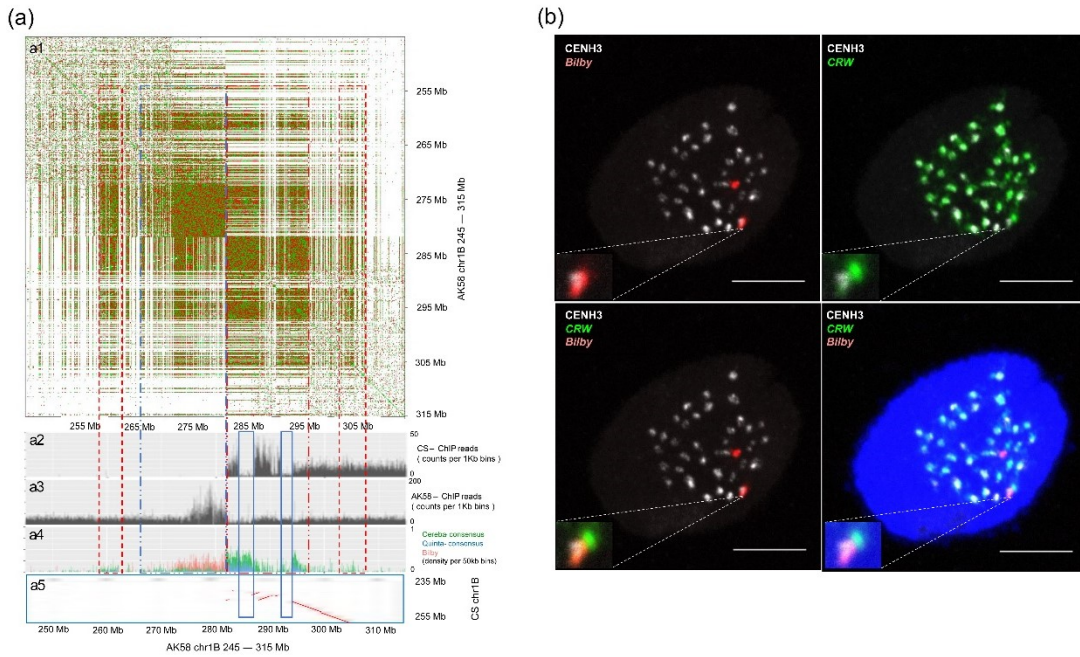 (a)
a1
255 Mb
265 Mb
275 Mb
285 Mb
295 Mb
305 Mb
315 Mb
AK58 chr1B 245 — 315 Mb
255 Mb 265 Mb 275 Mb 285 Mb 295 Mb 305 Mb
a2
50
CS– ChIP reads
( counts per 1Kb bins )
0
a3
200
AK58 – ChIP reads
( counts per 1Kb bins )
0
a4
1
Cereba- consensus
Quinta- consensus
Bilby
(density per 50kb bins)
0
a5
235 Mb
255 Mb
CS chr1B
250 Mb 260 Mb 270 Mb 280 Mb 290 Mb 300 Mb 310 Mb
AK58 chr1B 245 — 315 Mb
(b)
CENH3
Bilby
CENH3
CRW
CENH3
CRW
Bilby
CENH3
CRW
Bilby